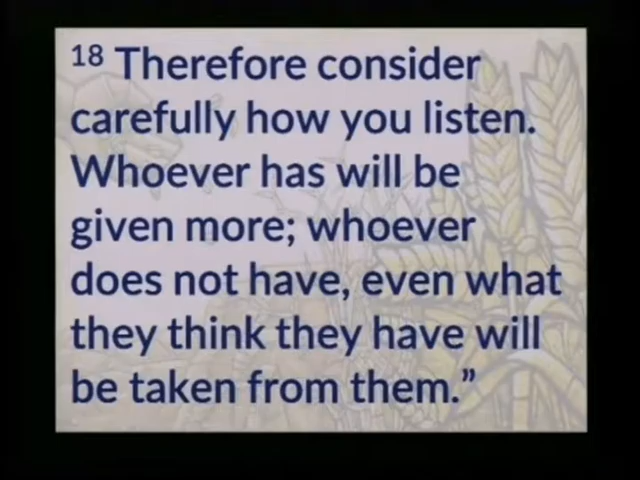 18 Therefore consider
carefully how you listen.
Whoever has will be
given more; whoever
does not have, even what
they think they have will
be taken from them.”